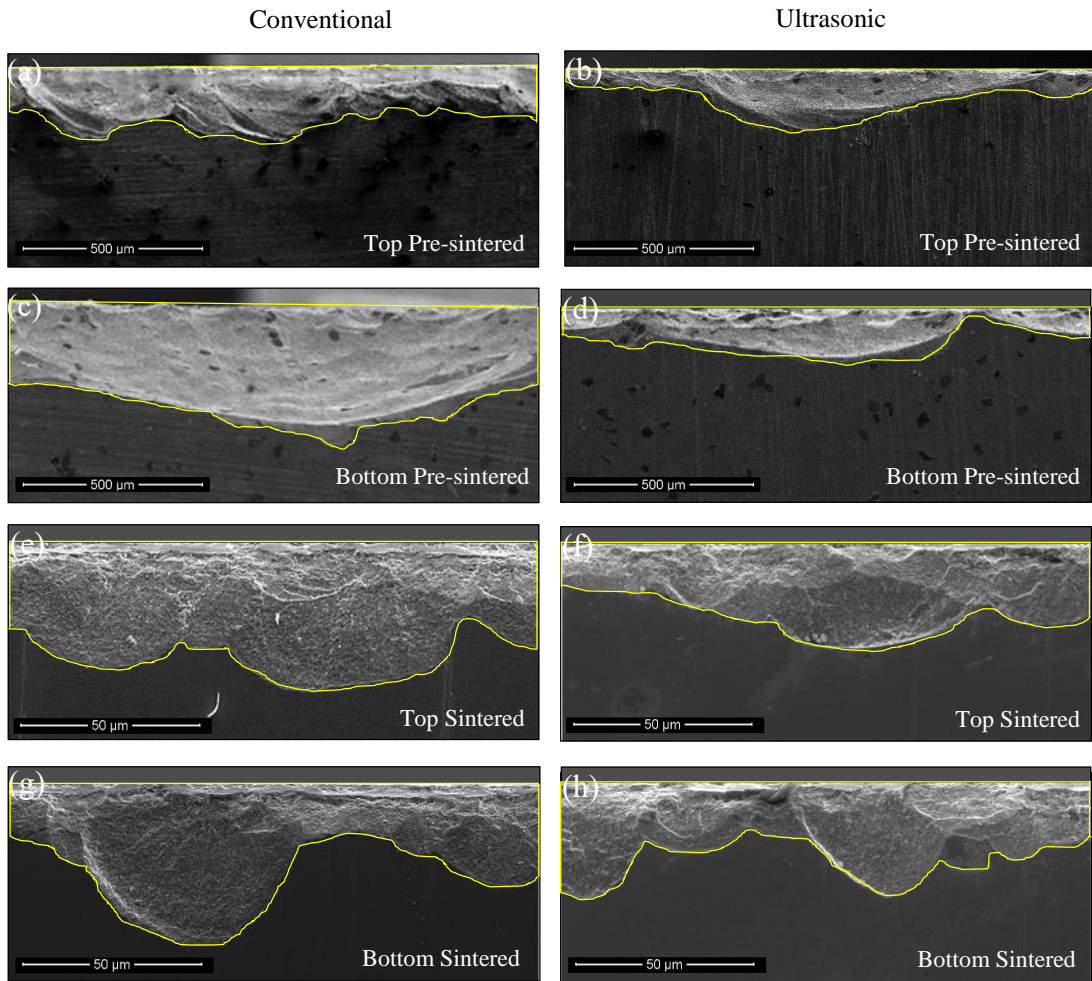 Conventional
Ultrasonic
(a)
500 µm
Top Pre-sintered
(b)
500 µm
Top Pre-sintered
(c)
500 µm
Bottom Pre-sintered
(d)
500 µm
Bottom Pre-sintered
(e)
50 µm
Top Sintered
(f)
50 µm
Top Sintered
(g)
50 µm
Bottom Sintered
(h)
50 µm
Bottom Sintered